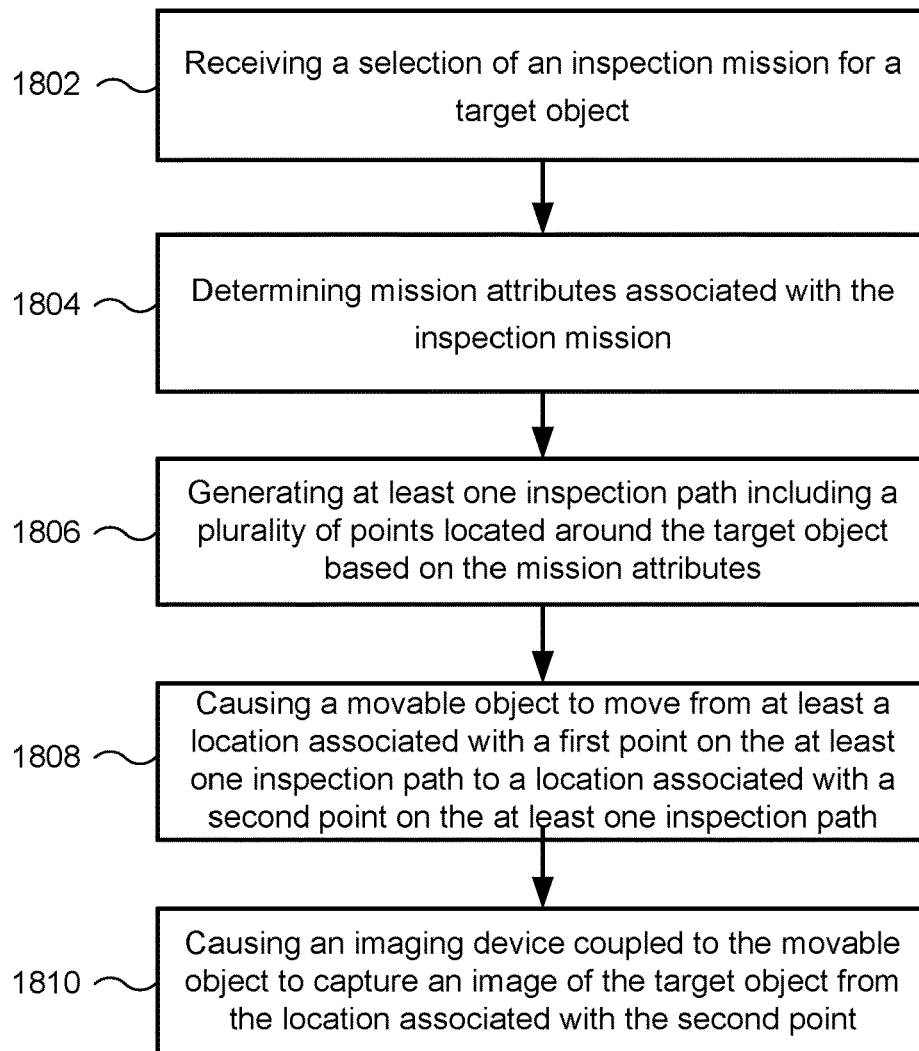 1802
Receiving a selection of an inspection mission for a
target object
1804
Determining mission attributes associated with the
inspection mission
1806
Generating at least one inspection path including a
plurality of points located around the target object
based on the mission attributes
1808
Causing a movable object to move from at least a
location associated with a first point on the at least
one inspection path to a location associated with a
second point on the at least one inspection path
1810
Causing an imaging device coupled to the movable
object to capture an image of the target object from
the location associated with the second point